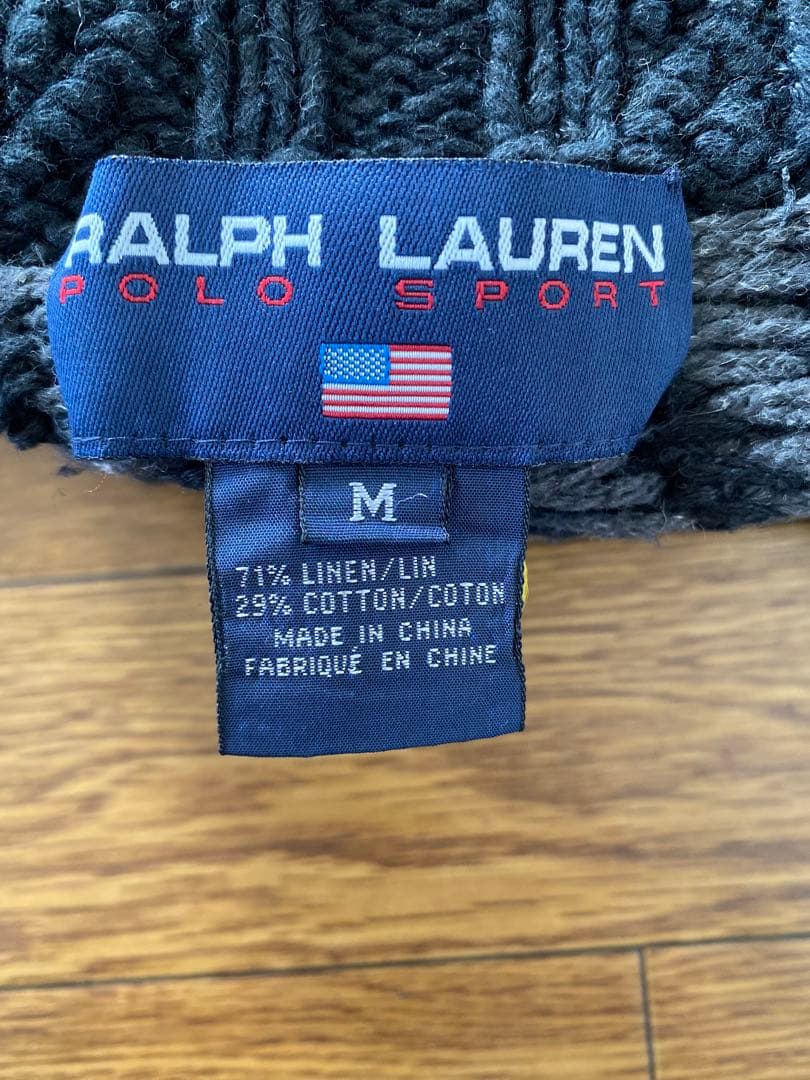 RALPH LAUREN
POLO SPORT
M
71% LINEN/LIN
29% COTTON/COTON
MADE IN CHINA
FABRIQUÉ EN CHINE